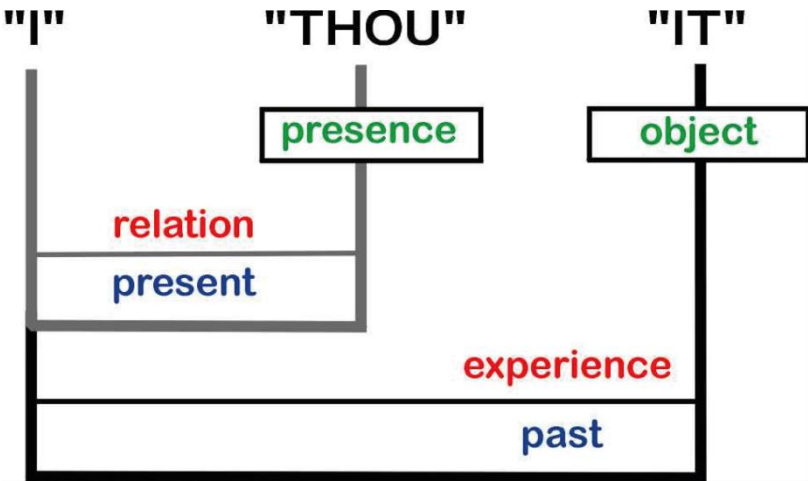 "I" "THOU" "IT"
presence object
relation
present
experience
past